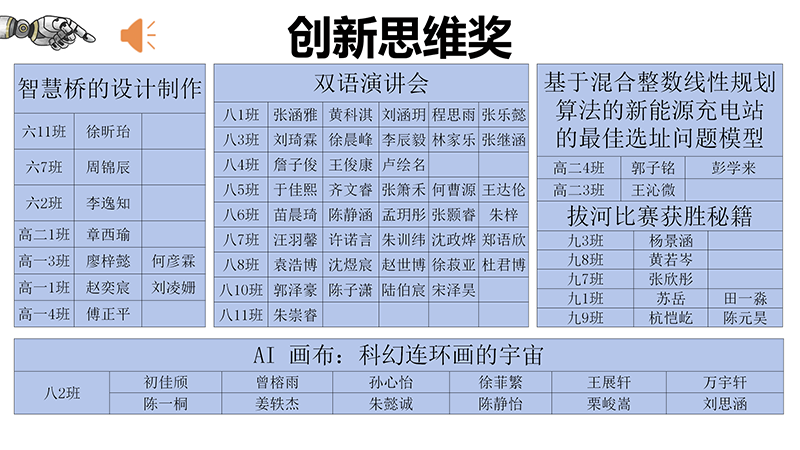 创新思维奖
智慧桥的设计制作
六11班 徐昕珆
六7班 周锦辰
六2班 李逸知
高二1班 章西瑜
高一3班 廖梓懿 何彦霖
高一1班 赵奕宸 刘凌姗
高一4班 傅正平
双语演讲会
八1班 张涵雅 黄科淇 刘涵玥 程思雨 张乐懿
八3班 刘琦霖 徐晨峰 李辰毅 林家乐 张继涵
八4班 詹子俊 王俊康 卢绘名
八5班 于佳熙 齐文睿 张箫禾 何曹源 王达伦
八6班 苗晨琦 陈静涵 孟玥彤 张颢睿 朱梓
八7班 汪羽馨 许诺言 朱训纬 沈政烨 郑语欣
八8班 袁浩博 沈煜宸 赵世博 徐菽亚 杜君博
八10班 郭泽豪 陈子潇 陆伯宸 宋泽昊
八11班 朱崇睿
基于混合整数线性规划
算法的新能源充电站
的最佳选址问题模型
高二4班 郭子铭 彭学来
高二3班 王沁微
拔河比赛获胜秘籍
九3班 杨景涵
九8班 黄若岑
九7班 张欣彤
九1班 苏岳 田一淼
九9班 杭恺屹 陈元昊
AI 画布：科幻连环画的宇宙
八2班
初佳颀 曾榕雨 孙心怡 徐菲繁 王展轩 万宇轩
陈一桐 姜轶杰 朱懿诚 陈静怡 栗峻嵩 刘思涵